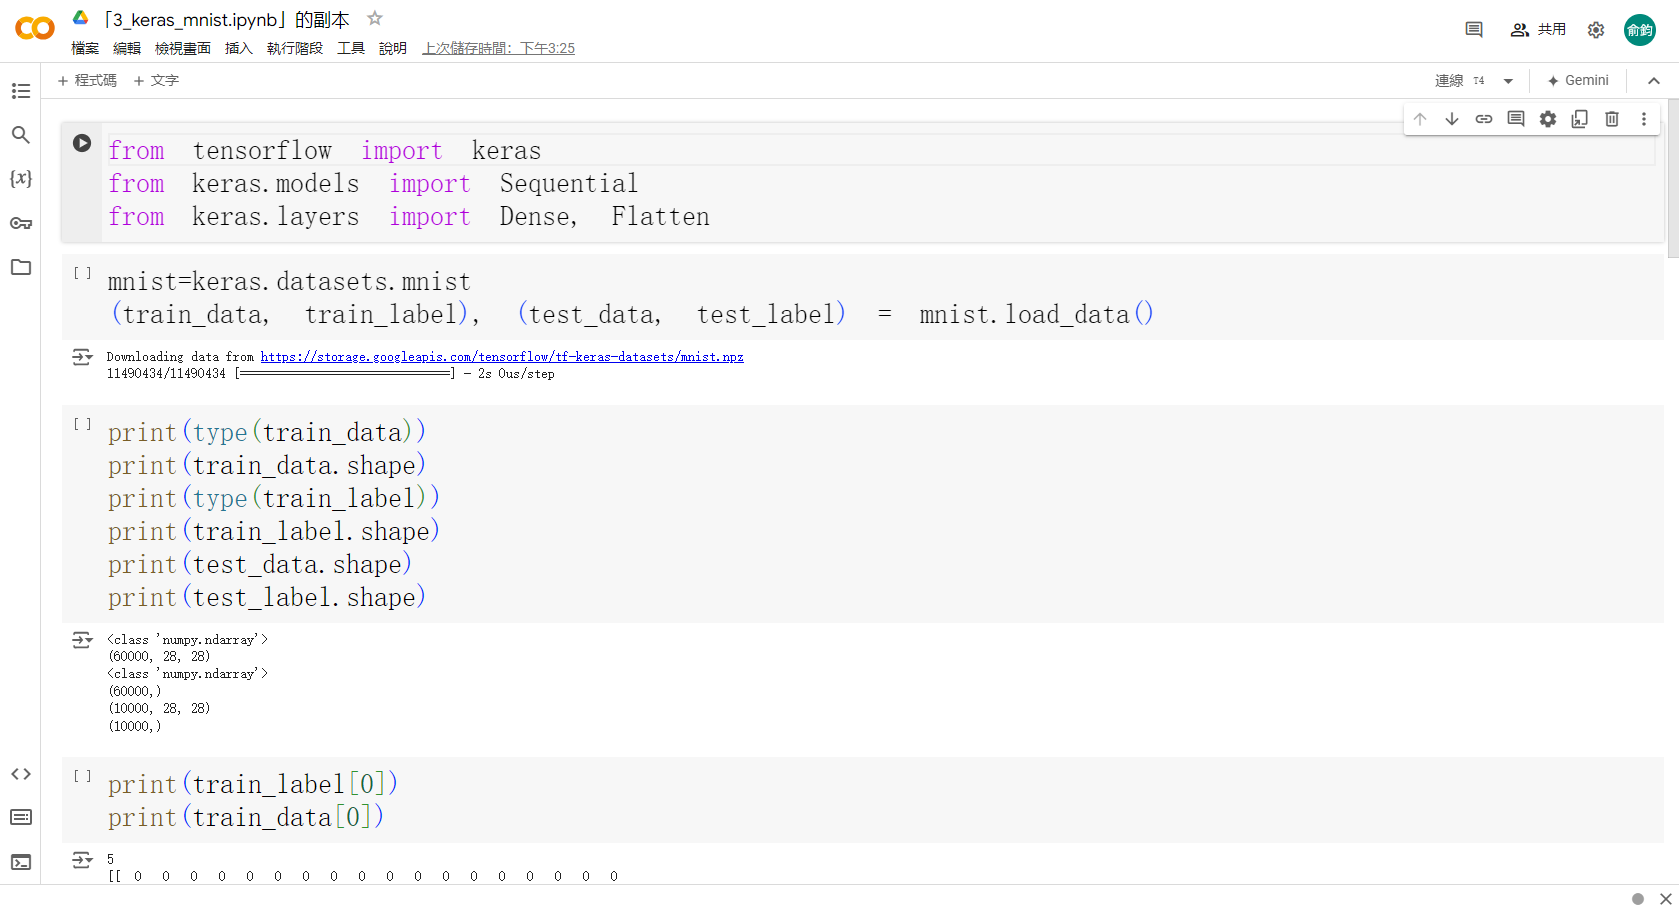 「3_keras_mnist.ipynb」的副本
檔案 編輯 檢視畫面 插入 執行階段 工具 說明 上次儲存時間：下午3:25
共用
俞鈞
+ 程式碼 + 文字
連線 T4
Gemini
from tensorflow import keras
from keras.models import Sequential
from keras.layers import Dense, Flatten
[ ] mnist=keras.datasets.mnist
(train_data, train_label), (test_data, test_label) = mnist.load_data()
Downloading data from https://storage.googleapis.com/tensorflow/tf-keras-datasets/mnist.npz
11490434/11490434 [==============================] - 2s 0us/step
[ ] print(type(train_data))
print(train_data.shape)
print(type(train_label))
print(train_label.shape)
print(test_data.shape)
print(test_label.shape)
<class 'numpy.ndarray'>
(60000, 28, 28)
<class 'numpy.ndarray'>
(60000,)
(10000, 28, 28)
(10000,)
[ ] print(train_label[0])
print(train_data[0])
5
[[ 0 0 0 0 0 0 0 0 0 0 0 0 0 0 0 0 0 0